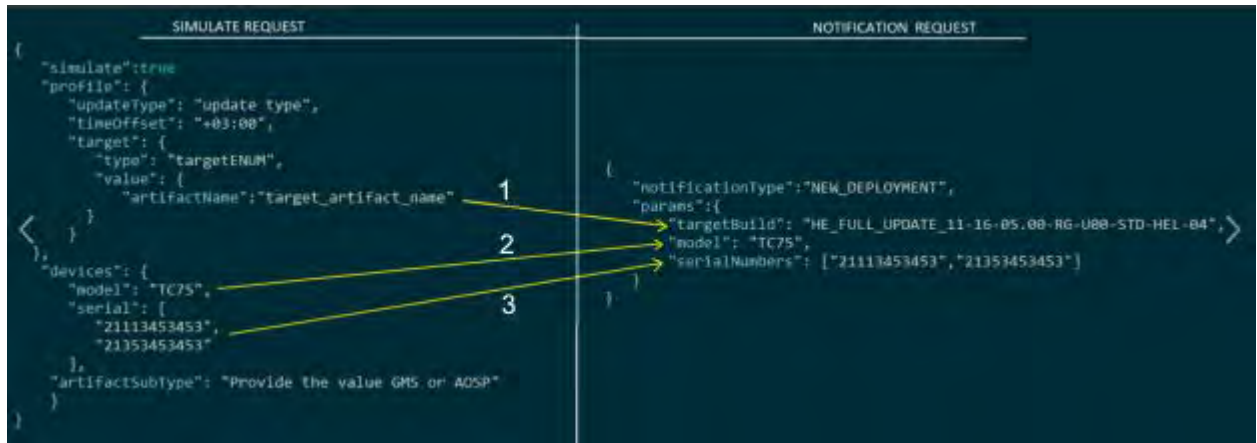 SIMULATE REQUEST
{
"simulate":true
"profile": {
"updateType": "update type",
"timeOffset": "+03:00",
"target": {
"type": "targetENUM",
"value": {
"artifactName":"target_artifact_name"
}
}
},
"devices": {
"model": "TC75",
"serial": [
"21113453453",
"21353453453"
],
"artifactSubType": "Provide the value GMS or AOSP"
}
}
1
2
3
NOTIFICATION REQUEST
{
"notificationType":"NEW_DEPLOYMENT",
"params":{
"targetBuild": "HE_FULL_UPDATE_11-16-05.00-RG-U00-STD-HEL-04",
"model": "TC75",
"serialNumbers": ["21113453453","21353453453"]
}
}